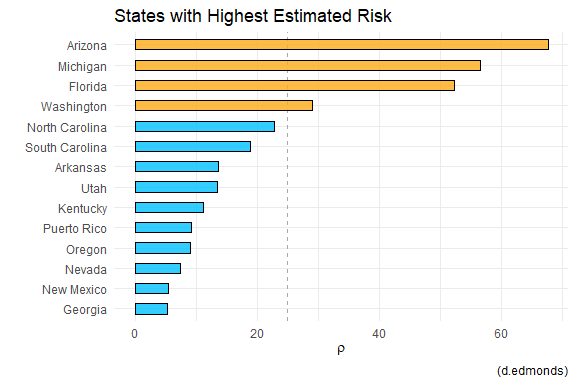 States with Highest Estimated Risk
Arizona
Michigan
Florida
Washington
North Carolina
South Carolina
Arkansas
Utah
Kentucky
Puerto Rico
Oregon
Nevada
New Mexico
Georgia
0 20 40 60
ρ
(d.edmonds)